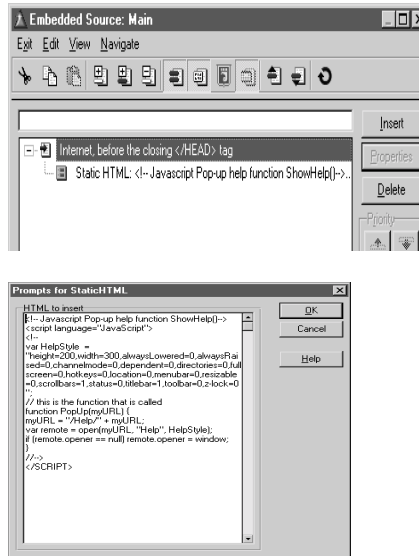 Embedded Source: Main
Exit Edit View Navigate
Insert
Internet, before the closing </HEAD> tag
Properties
Static HTML: <!-- Javascript Pop-up help function ShowHelp()-->...
Delete
Priority
Prompts for StaticHTML
HTML to insert
<!-- Javascript Pop-up help function ShowHelp()-->
OK
<script language="JavaScript">
<!--
Cancel
var HelpStyle =
"height=200,width=300,alwaysLowered=0,alwaysRai
sed=0,channelmode=0,dependent=0,directories=0,full
Help
screen=0,hotkeys=0,location=0,menubar=0,resizable
=0,scrollbars=1,status=0,titlebar=1,toolbar=0,z-lock=0
";
// this is the function that is called
function PopUp(myURL) {
myURL = "/Help/" + myURL;
var remote = open(myURL, "Help", HelpStyle);
if (remote.opener == null) remote.opener = window;
}
//-->
</SCRIPT>